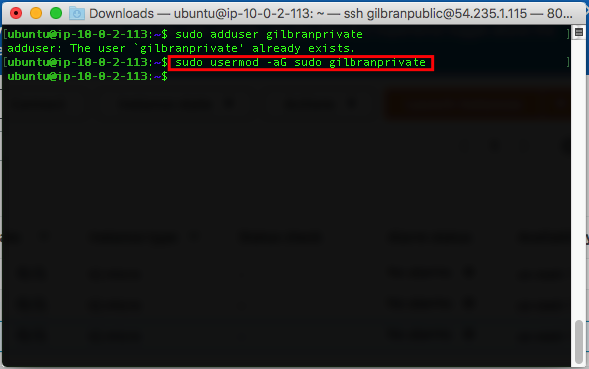 Downloads — ubuntu@ip-10-0-2-113: ~ — ssh gilbranpublic@54.235.1.115 — 80...
[ubuntu@ip-10-0-2-113:~$ sudo adduser gilbranprivate ]
adduser: The user `gilbranprivate' already exists.
[ubuntu@ip-10-0-2-113:~$ sudo usermod -aG sudo gilbranprivate ]
ubuntu@ip-10-0-2-113:~$